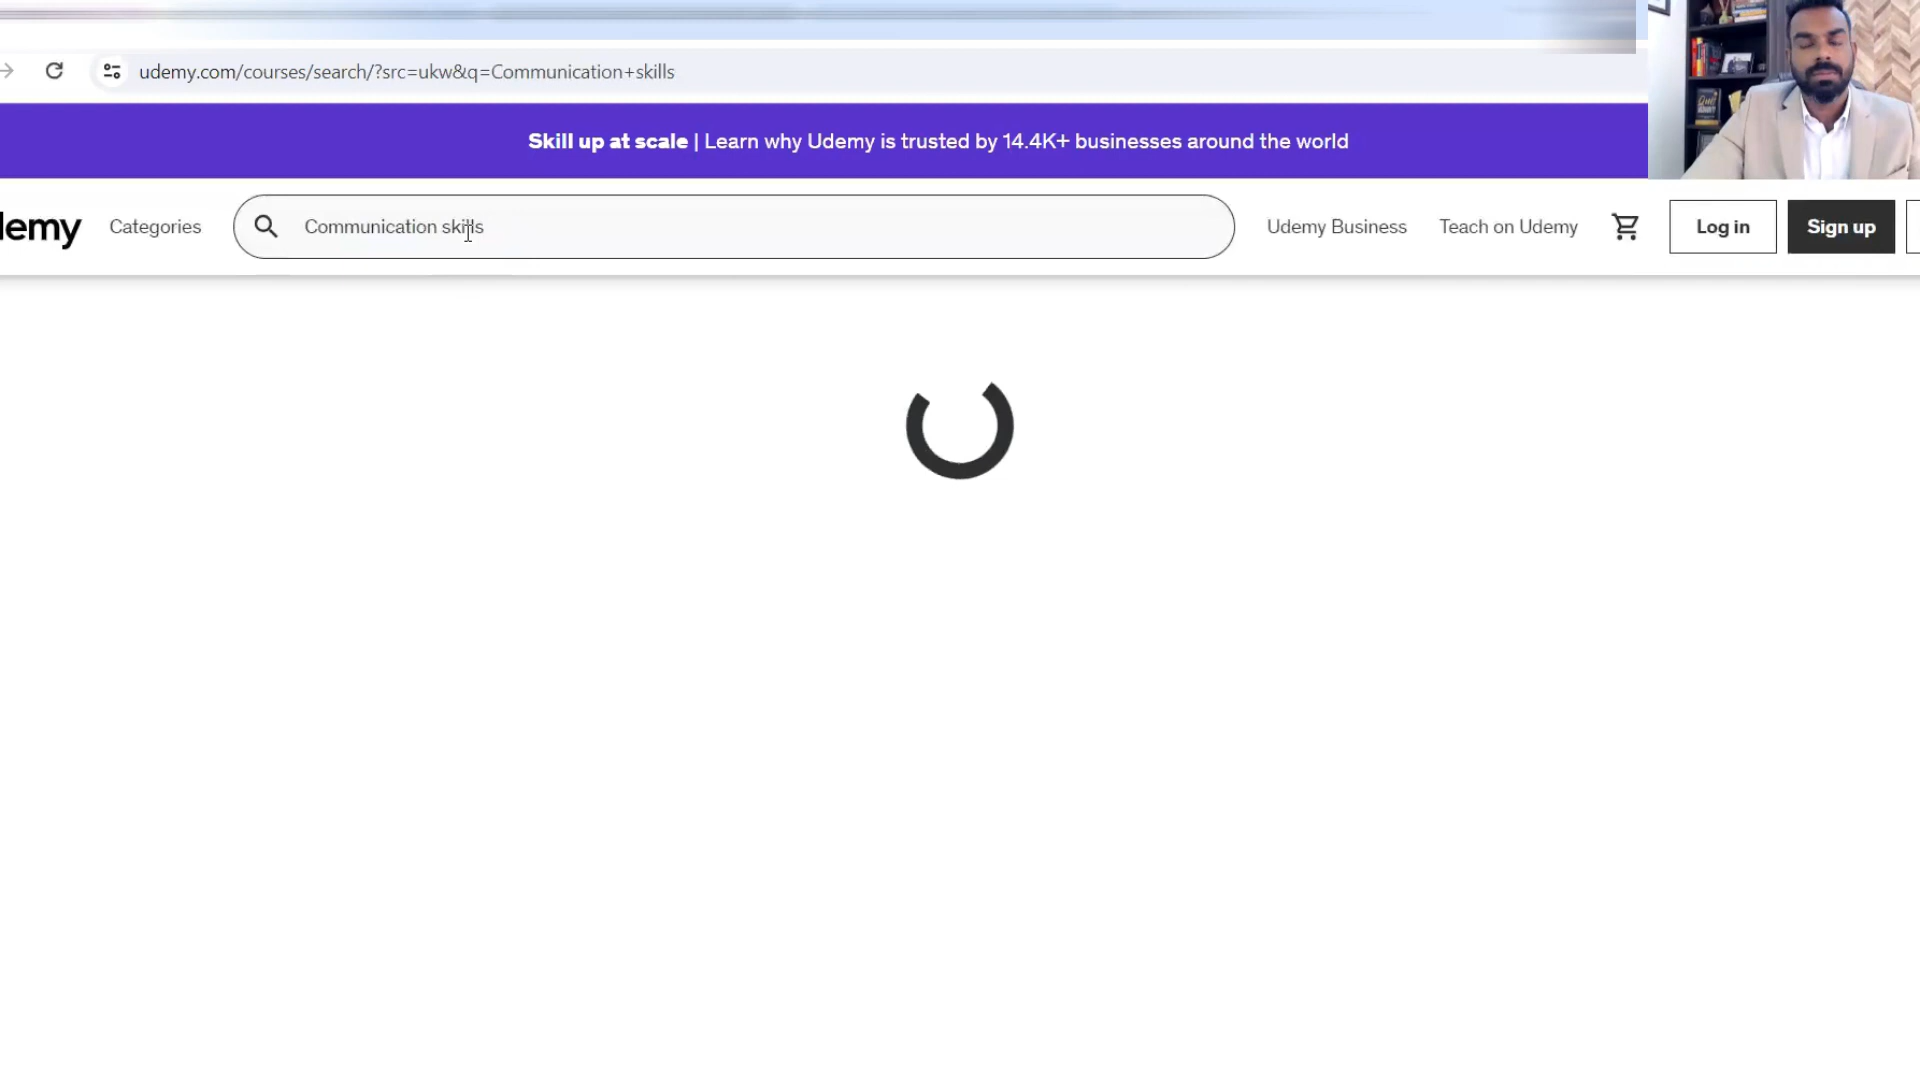 udemy.com/courses/search/?src=ukw&q=Communication+skills
Skill up at scale | Learn why Udemy is trusted by 14.4K+ businesses around the world
demy Categories Communication skills Udemy Business Teach on Udemy Log in Sign up